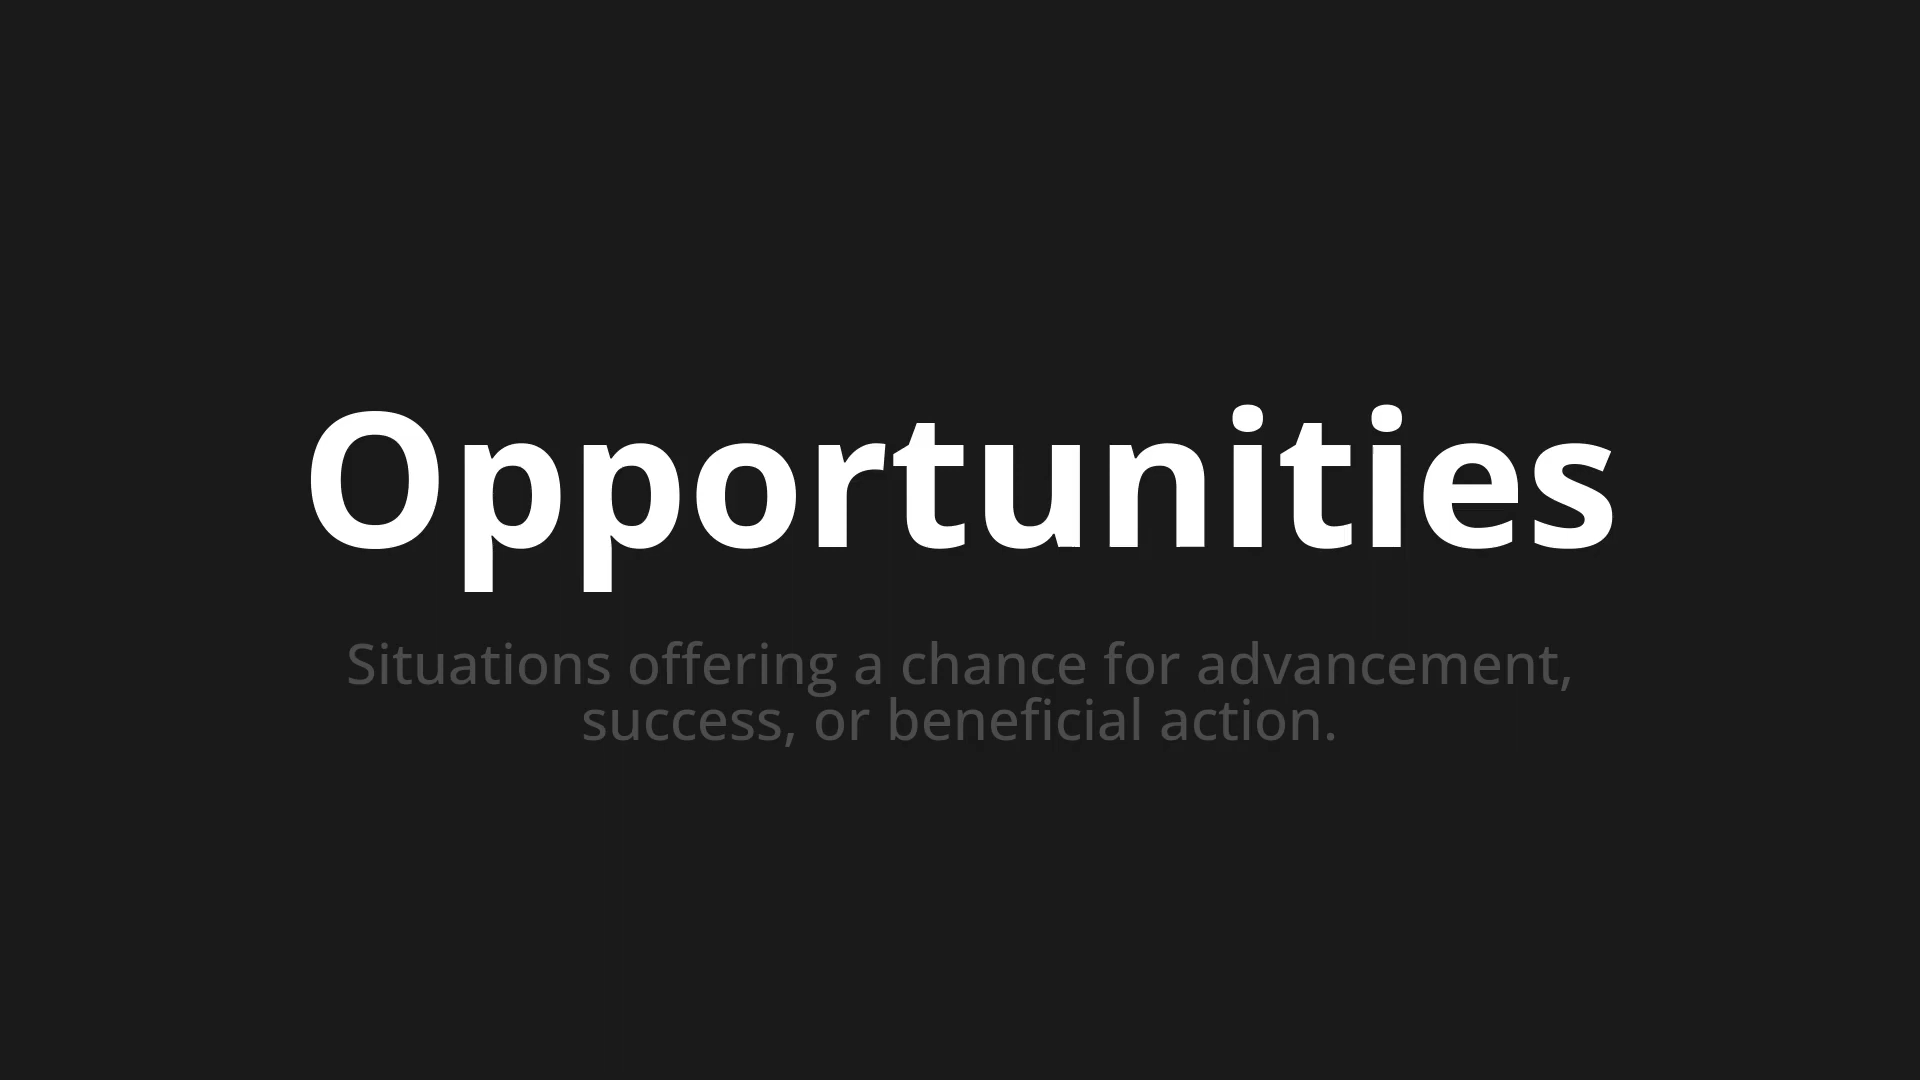 Opportunities
Situations offering a chance for advancement,
success, or beneficial action.